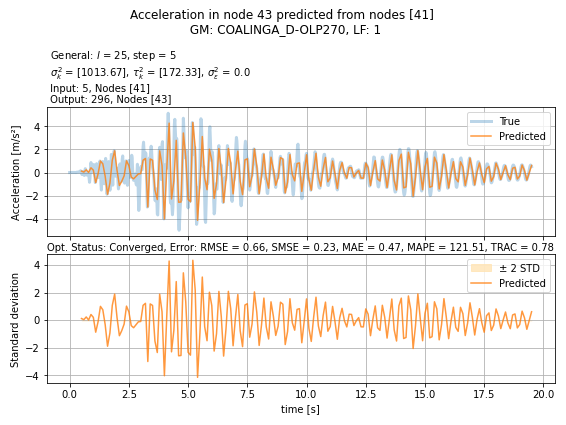 Acceleration in node 43 predicted from nodes [41]
GM: COALINGA_D-OLP270, LF: 1
General: l = 25, step = 5
σ²ₖ = [1013.67], τ²ₖ = [172.33], σ²ε = 0.0
Input: 5, Nodes [41]
Output: 296, Nodes [43]
True
Predicted
Acceleration [m/s²]
4
2
0
−2
−4
Opt. Status: Converged, Error: RMSE = 0.66, SMSE = 0.23, MAE = 0.47, MAPE = 121.51, TRAC = 0.78
± 2 STD
Predicted
Standard deviation
4
2
0
−2
−4
0.0 2.5 5.0 7.5 10.0 12.5 15.0 17.5 20.0
time [s]